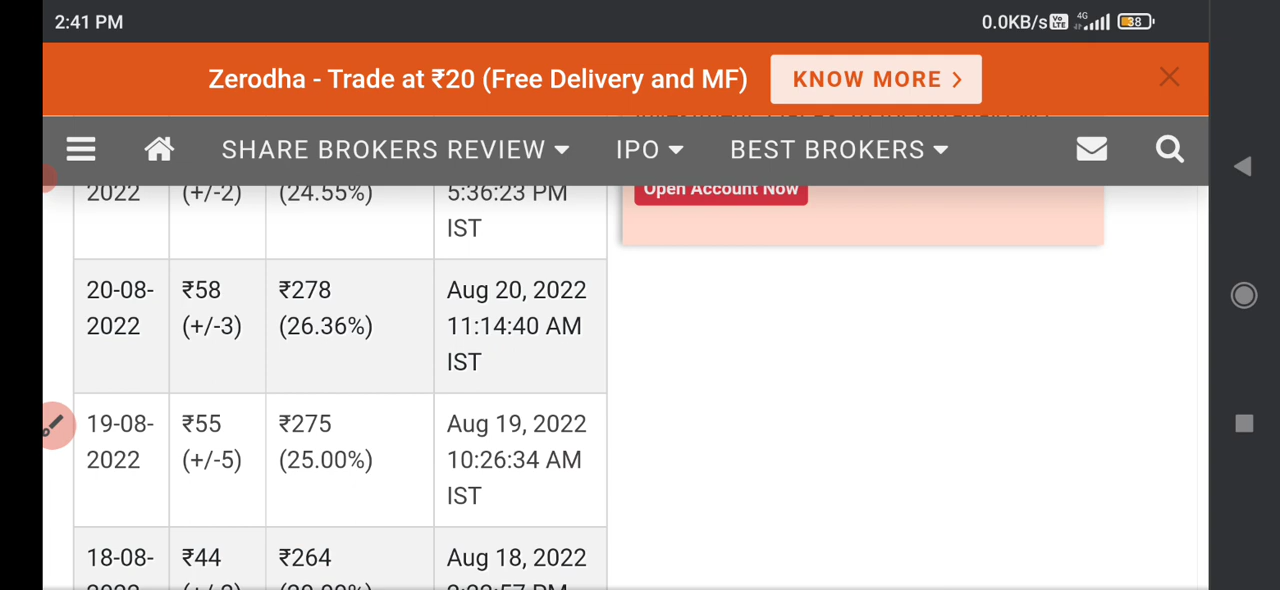 2:41 PM
0.0KB/s Vo LTE 4G 38
Zerodha - Trade at ₹20 (Free Delivery and MF)
KNOW MORE >
SHARE BROKERS REVIEW
IPO
BEST BROKERS
2022
(+/-2)
(24.55%)
5:36:23 PM
IST
Open Account Now
20-08-
2022
₹58
(+/-3)
₹278
(26.36%)
Aug 20, 2022
11:14:40 AM
IST
19-08-
2022
₹55
(+/-5)
₹275
(25.00%)
Aug 19, 2022
10:26:34 AM
IST
18-08-
₹44
₹264
Aug 18, 2022